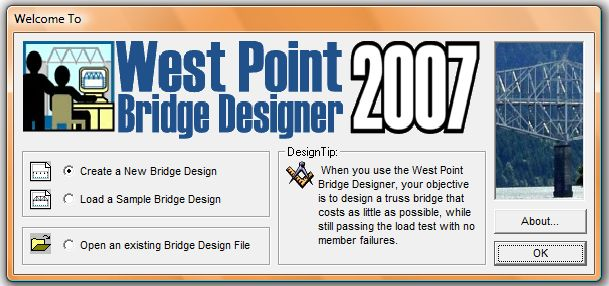 Welcome To
West Point
Bridge Designer
2007
Create a New Bridge Design
Load a Sample Bridge Design
Open an existing Bridge Design File
DesignTip:
When you use the West Point
Bridge Designer, your objective
is to design a truss bridge that
costs as little as possible, while
still passing the load test with no
member failures.
About...
OK